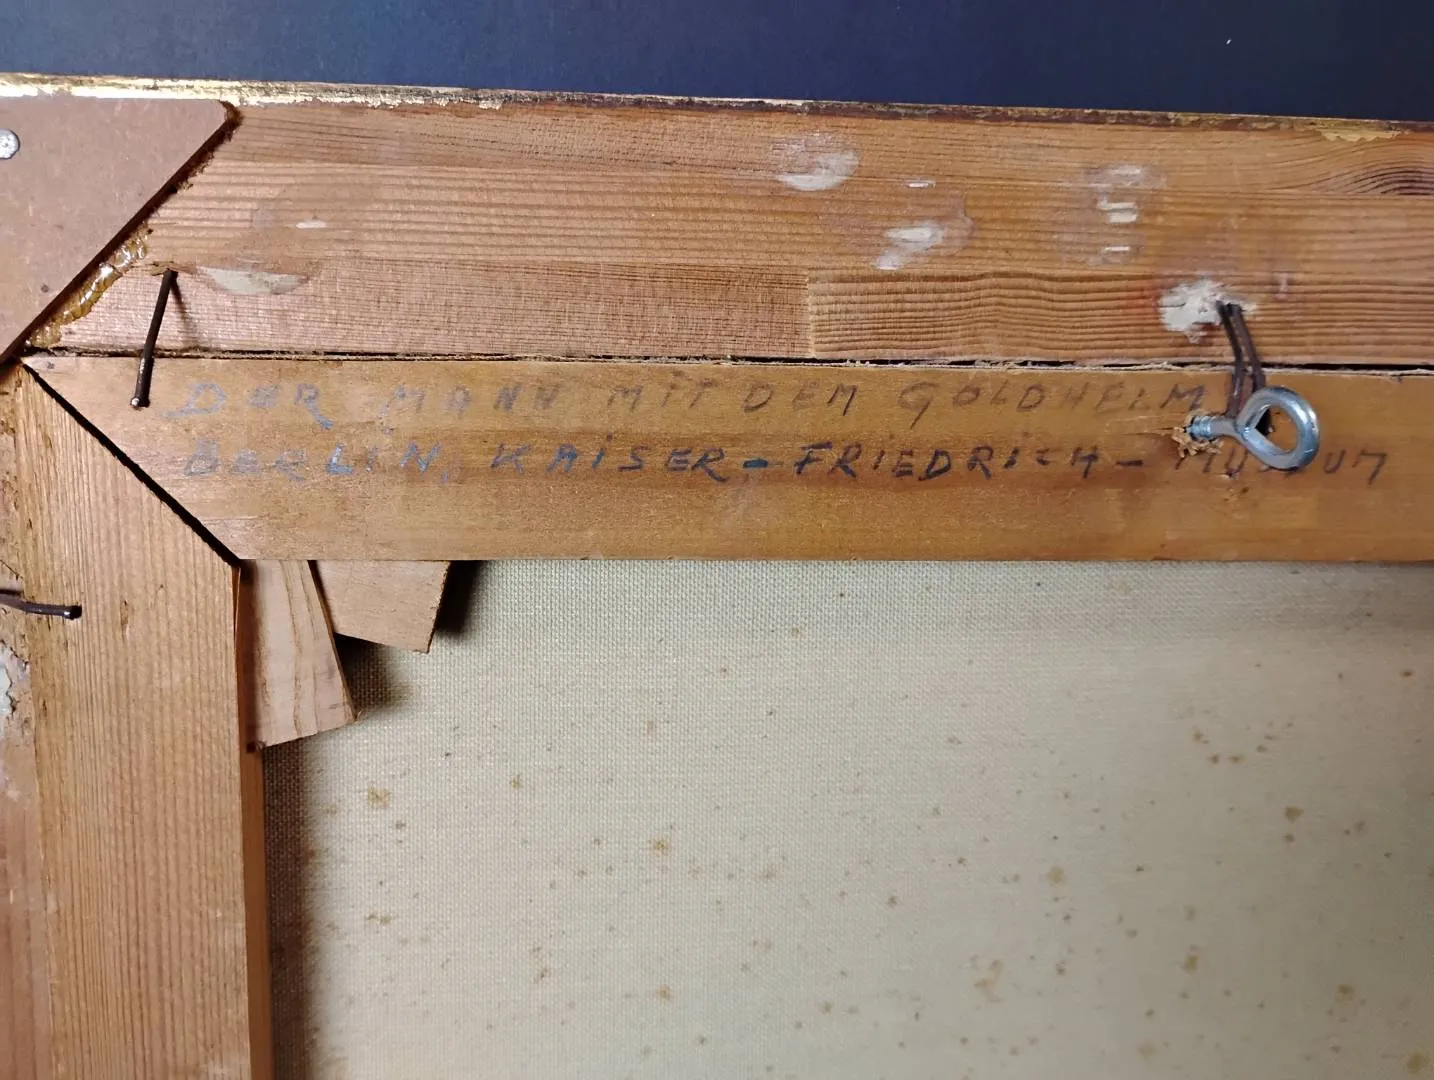 DER MANN MIT DEM GOLDHELM
BERLIN, KAISER-FRIEDRICH-MUSEUM